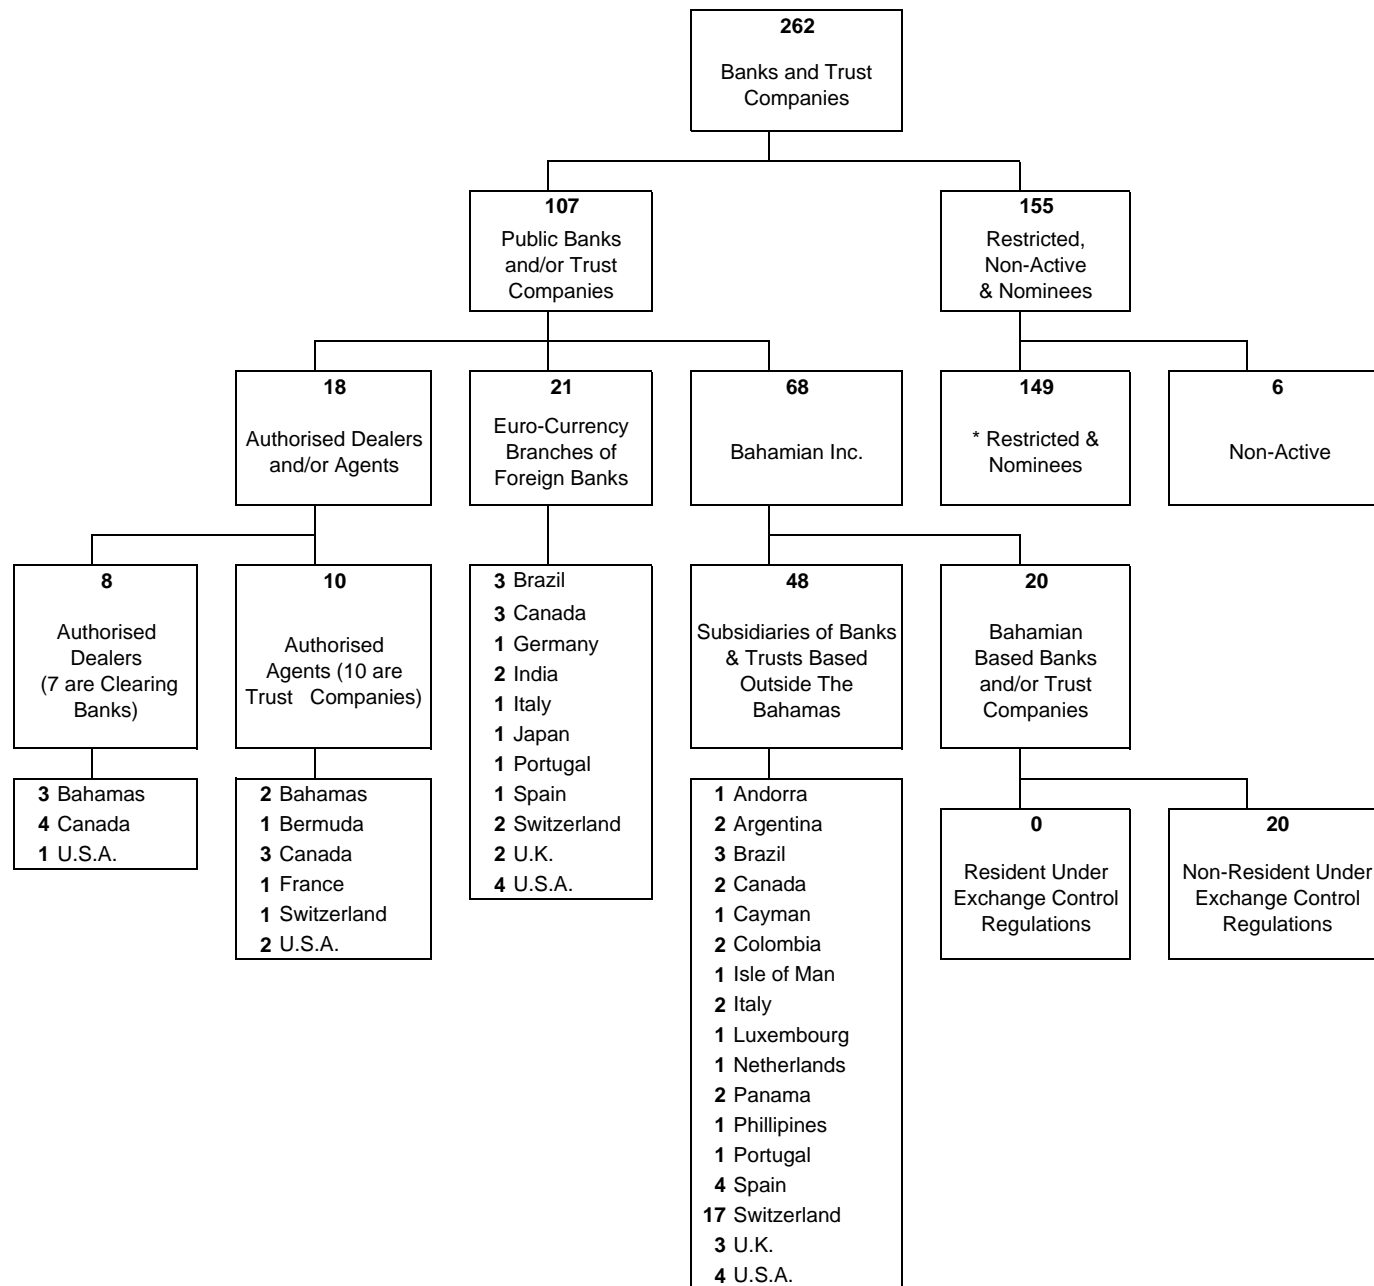 262
Banks and Trust
Companies
107
Public Banks
and/or Trust
Companies
155
Restricted,
Non-Active
& Nominees
18
Authorised Dealers
and/or Agents
21
Euro-Currency
Branches of
Foreign Banks
68
Bahamian Inc.
149
* Restricted &
Nominees
6
Non-Active
8
Authorised
Dealers
(7 are Clearing
Banks)
10
Authorised
Agents (10 are
Trust Companies)
3 Brazil
3 Canada
1 Germany
2 India
1 Italy
1 Japan
1 Portugal
1 Spain
2 Switzerland
2 U.K.
4 U.S.A.
48
Subsidiaries of Banks
& Trusts Based
Outside The
Bahamas
20
Bahamian
Based Banks
and/or Trust
Companies
3 Bahamas
4 Canada
1 U.S.A.
2 Bahamas
1 Bermuda
3 Canada
1 France
1 Switzerland
2 U.S.A.
1 Andorra
2 Argentina
3 Brazil
2 Canada
1 Cayman
2 Colombia
1 Isle of Man
2 Italy
1 Luxembourg
1 Netherlands
2 Panama
1 Phillipines
1 Portugal
4 Spain
17 Switzerland
3 U.K.
4 U.S.A.
0
Resident Under
Exchange Control
Regulations
20
Non-Resident Under
Exchange Control
Regulations